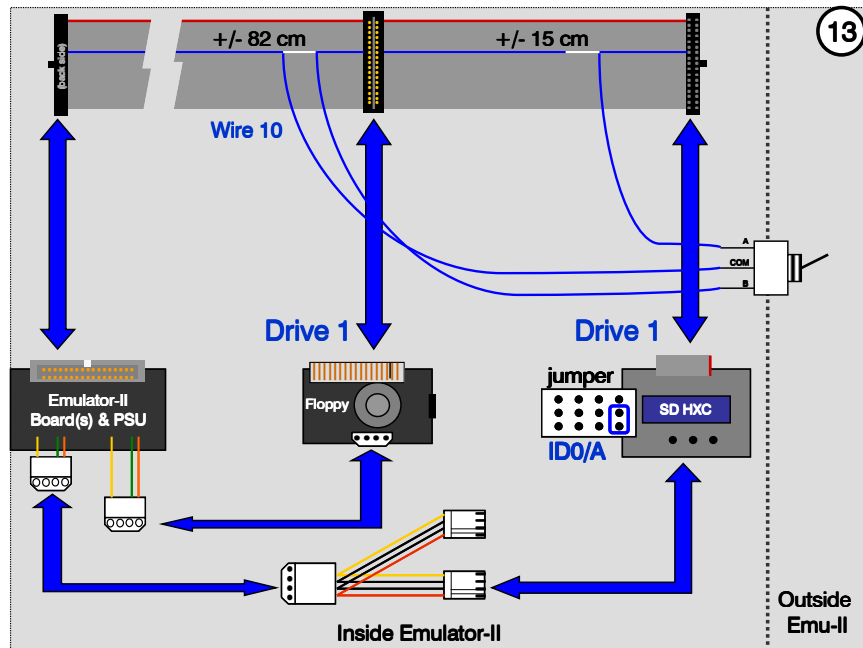 13
+/- 82 cm
+/- 15 cm
(back side)
Wire 10
A
COM
B
Drive 1
Drive 1
Emulator-II
Board(s) & PSU
Floppy
jumper
SD HXC
ID0/A
Inside Emulator-II
Outside
Emu-II